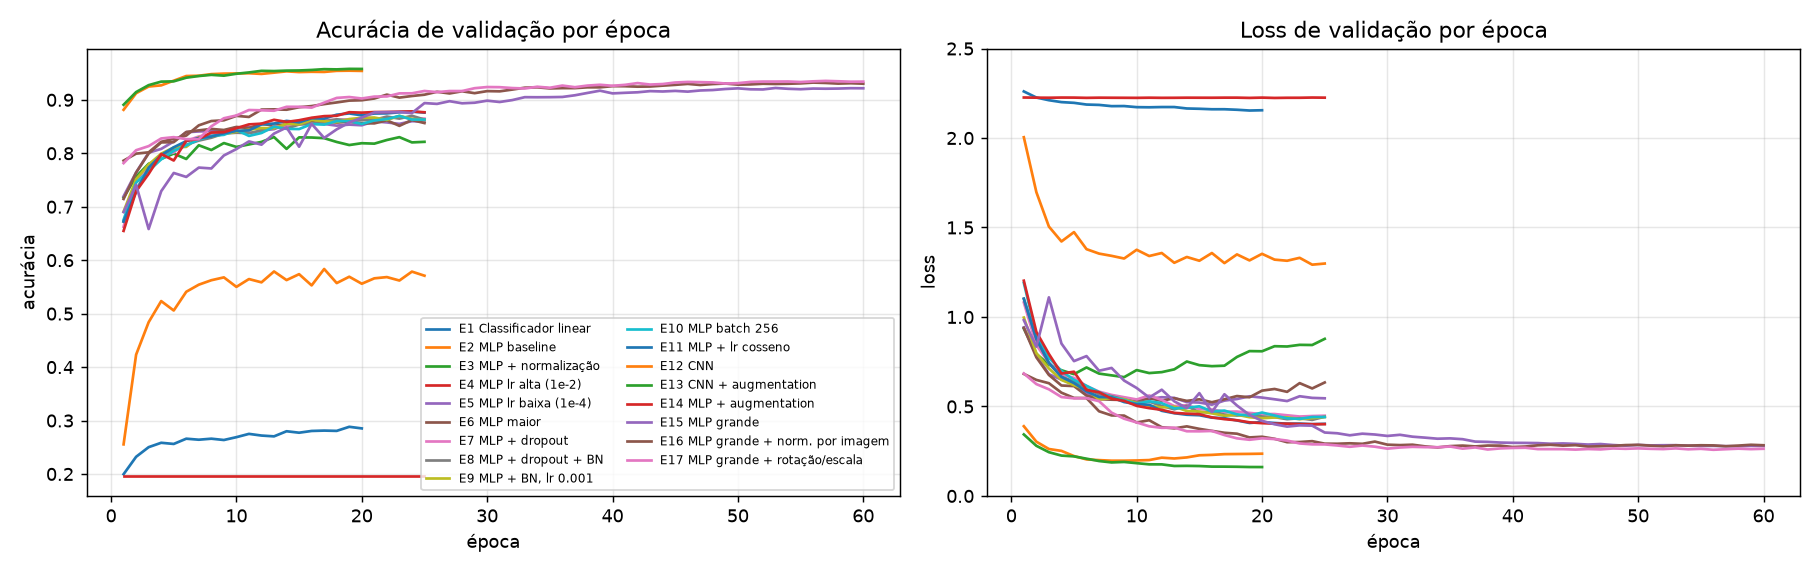 Acurácia de validação por época
acurácia
0.9
0.8
0.7
0.6
0.5
0.4
0.3
0.2
0
10
20
30
40
50
60
época
E1 Classificador linear
E2 MLP baseline
E3 MLP + normalização
E4 MLP lr alta (1e-2)
E5 MLP lr baixa (1e-4)
E6 MLP maior
E7 MLP + dropout
E8 MLP + dropout + BN
E9 MLP + BN, lr 0.001
E10 MLP batch 256
E11 MLP + lr cosseno
E12 CNN
E13 CNN + augmentation
E14 MLP + augmentation
E15 MLP grande
E16 MLP grande + norm. por imagem
E17 MLP grande + rotação/escala
Loss de validação por época
loss
2.5
2.0
1.5
1.0
0.5
0.0
0
10
20
30
40
50
60
época